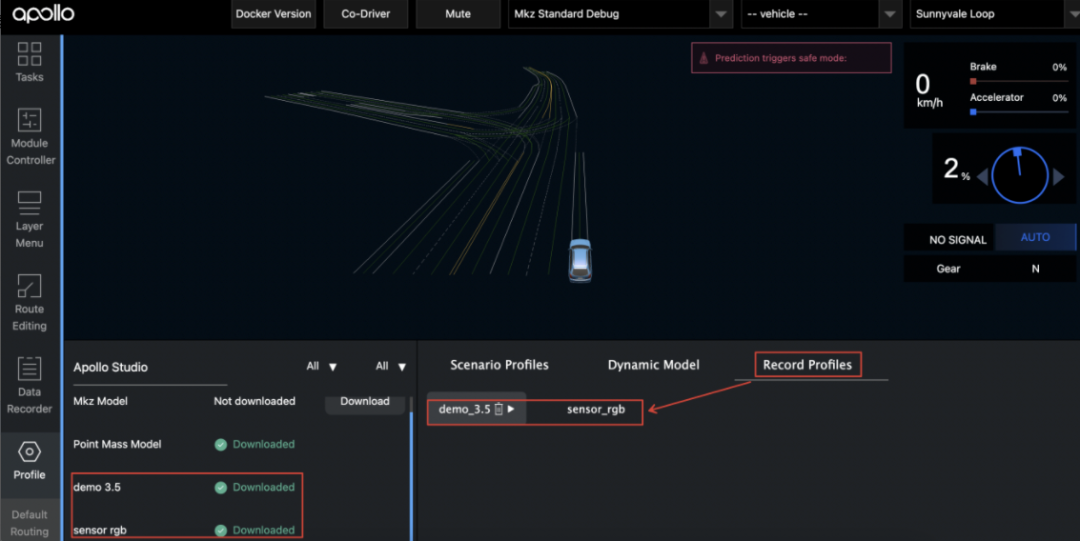 apollo
Docker Version
Co-Driver
Mute
Mkz Standard Debug
-- vehicle --
Sunnyvale Loop
Tasks
Module
Controller
Layer
Menu
Route
Editing
Data
Recorder
Profile
Default
Routing
Prediction triggers safe mode:
0
km/h
Brake 0%
Accelerator 0%
2 %
NO SIGNAL AUTO
Gear N
Apollo Studio All All
Mkz Model Not downloaded Download
Point Mass Model Downloaded
demo 3.5 Downloaded
sensor rgb Downloaded
Scenario Profiles Dynamic Model Record Profiles
demo_3.5 sensor_rgb